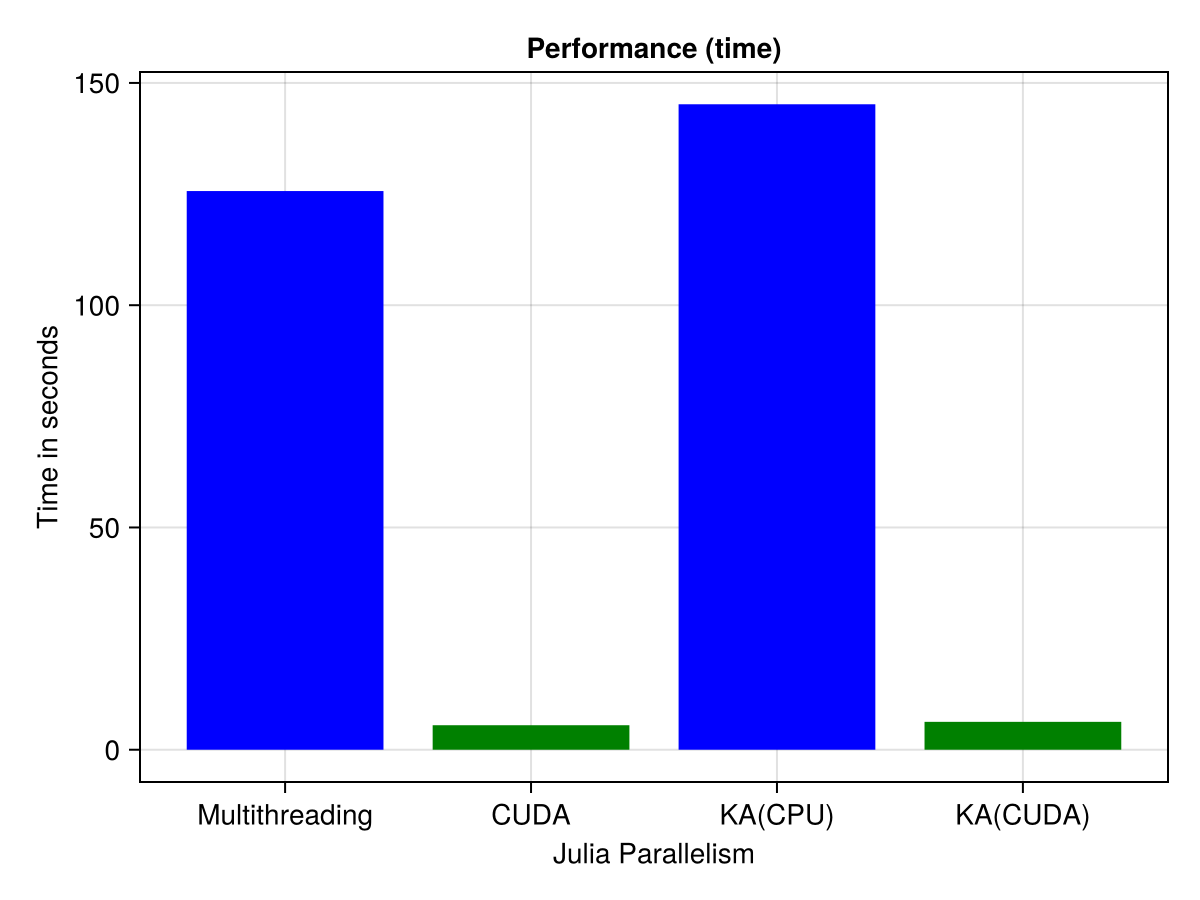 Performance (time)
150
100
50
0
Time in seconds
Multithreading CUDA KA(CPU) KA(CUDA)
Julia Parallelism